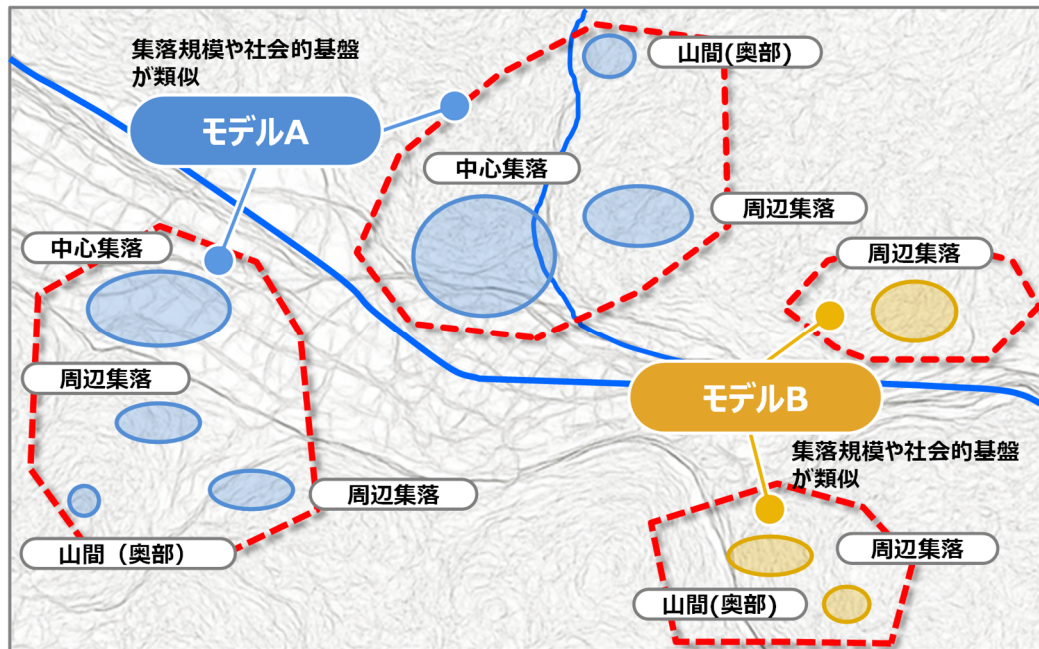 集落規模や社会的基盤
が類似
モデルA
山間(奥部)
中心集落
周辺集落
中心集落
周辺集落
周辺集落
山間（奥部）
周辺集落
モデルB
集落規模や社会的基盤
が類似
周辺集落
山間(奥部)